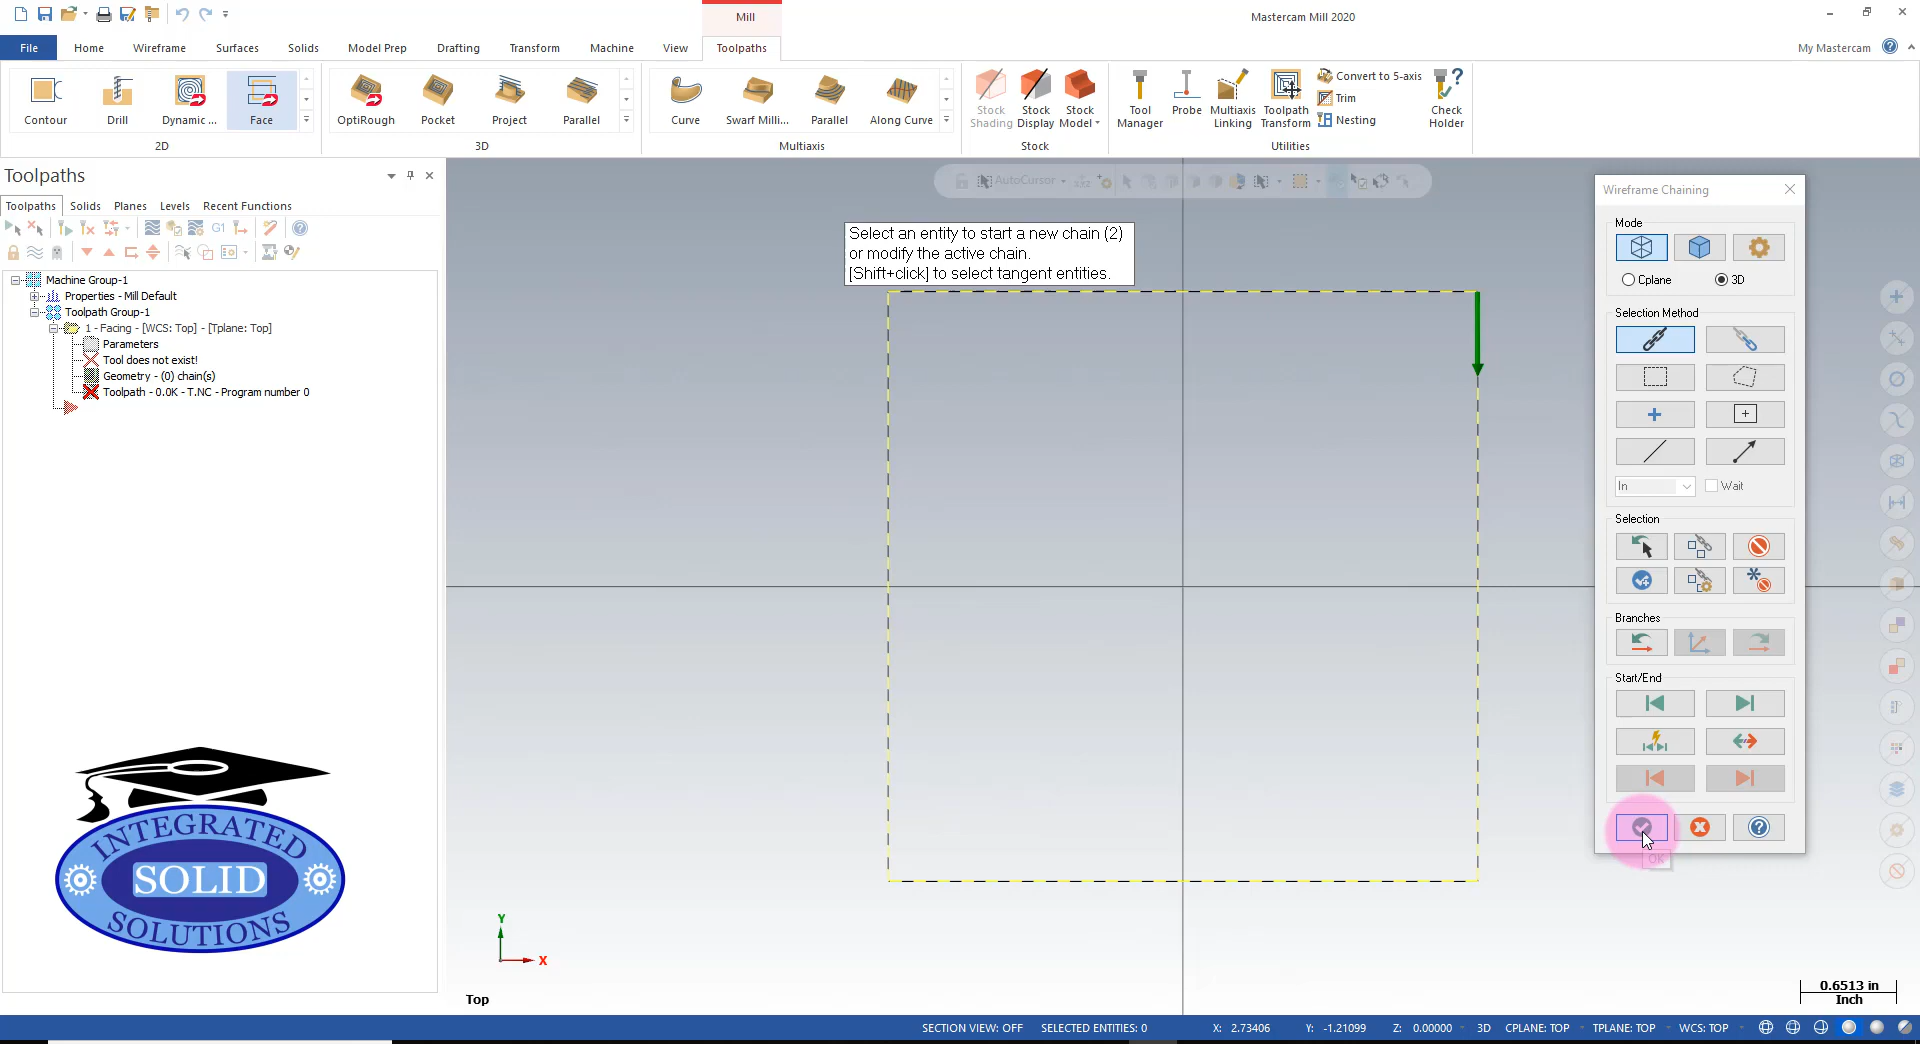 Mill
Mastercam Mill 2020
File
Home
Wireframe
Surfaces
Solids
Model Prep
Drafting
Transform
Machine
View
Toolpaths
My Mastercam
Contour
Drill
Dynamic ...
Face
2D
OptiRough
Pocket
Project
Parallel
3D
Curve
Swarf Milli...
Parallel
Along Curve
Multiaxis
Stock
Shading
Stock
Display
Stock
Model
Stock
Tool
Manager
Probe
Multiaxis
Linking
Toolpath
Transform
Convert to 5-axis
Trim
Nesting
Check
Holder
Utilities
Toolpaths
Toolpaths
Solids
Planes
Levels
Recent Functions
G1
Machine Group-1
Properties - Mill Default
Toolpath Group-1
1 - Facing - [WCS: Top] - [Tplane: Top]
Parameters
Tool does not exist!
Geometry - (0) chain(s)
Toolpath - 0.0K - T.NC - Program number 0
INTEGRATED
SOLID
SOLUTIONS
AutoCursor
Select an entity to start a new chain (2)
or modify the active chain.
[Shift+click] to select tangent entities.
Y
X
Top
Wireframe Chaining
Mode
Cplane
3D
Selection Method
In
Wait
Selection
Branches
Start/End
OK
0.6513 in
Inch
SECTION VIEW: OFF
SELECTED ENTITIES: 0
X: 2.73406
Y: -1.21099
Z: 0.00000
3D
CPLANE: TOP
TPLANE: TOP
WCS: TOP